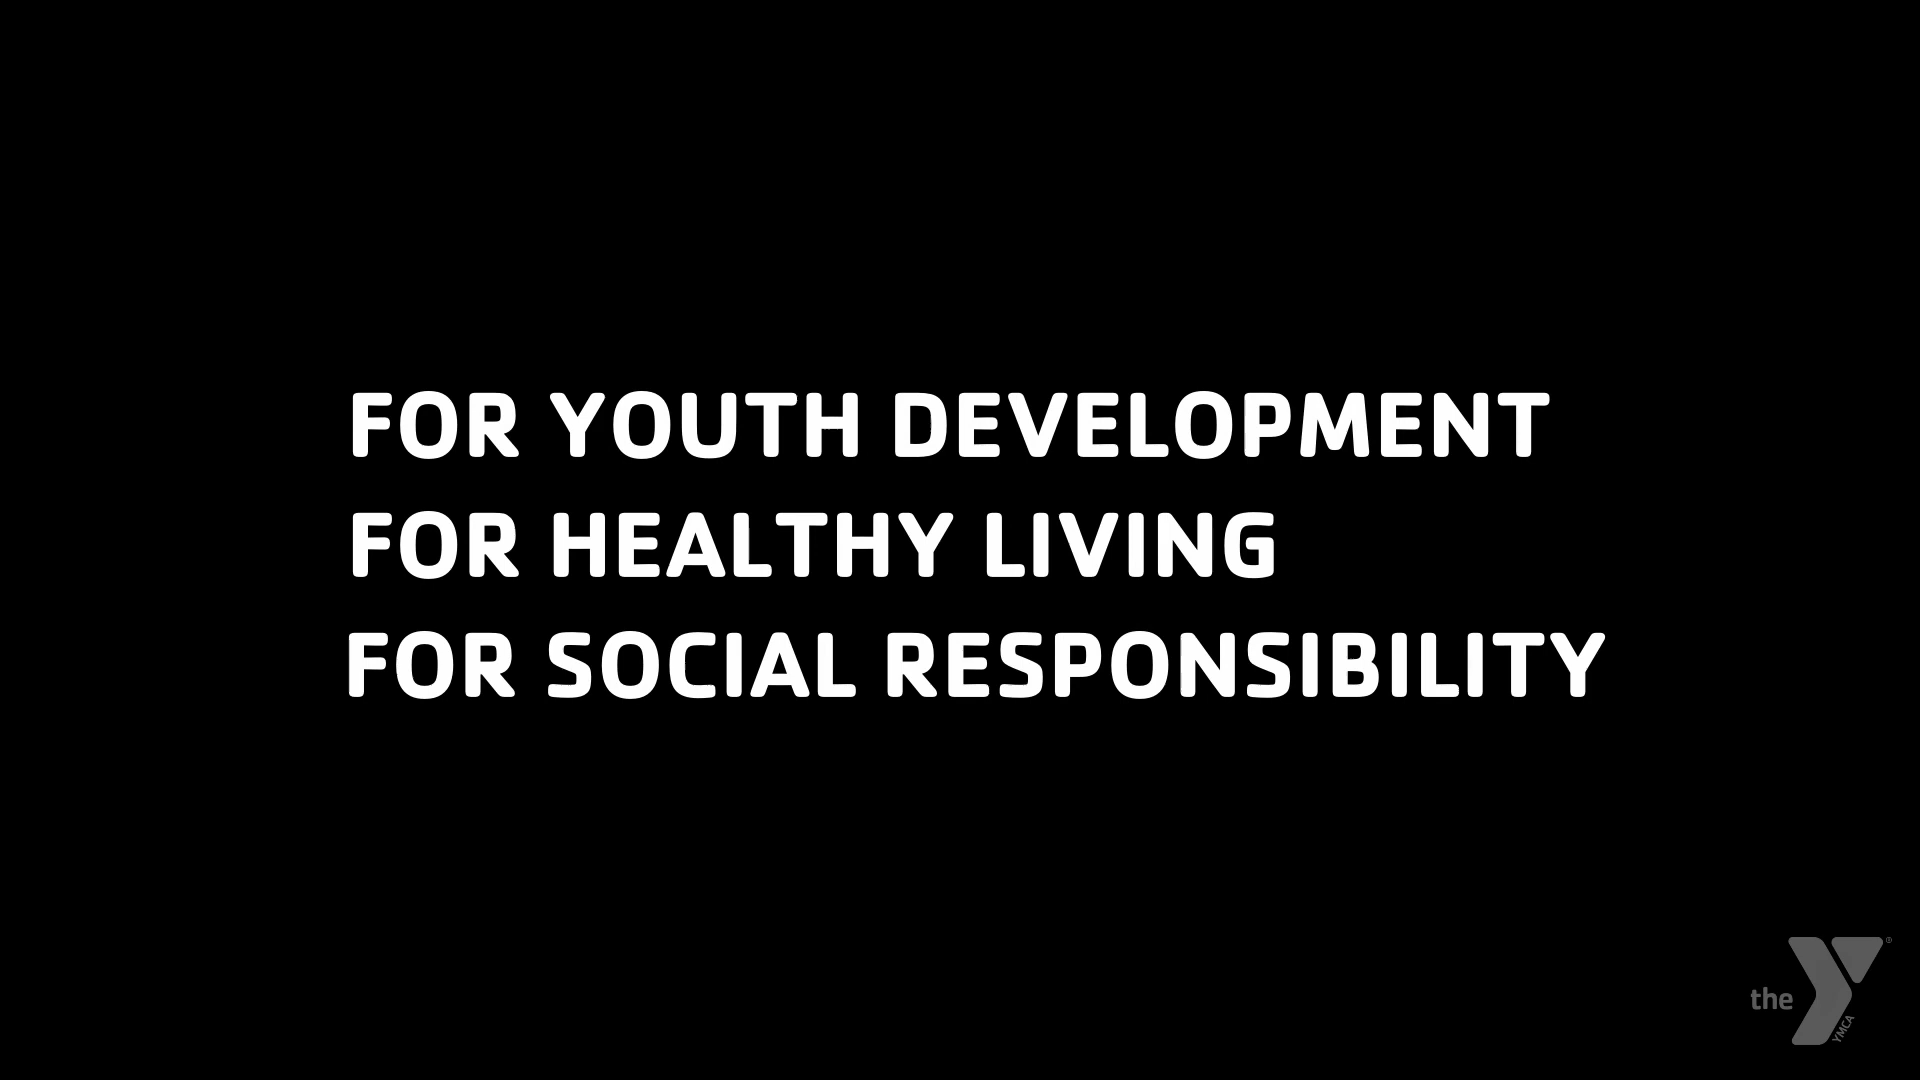 FOR YOUTH DEVELOPMENT
FOR HEALTHY LIVING
FOR SOCIAL RESPONSIBILITY
the Y ®
YMCA